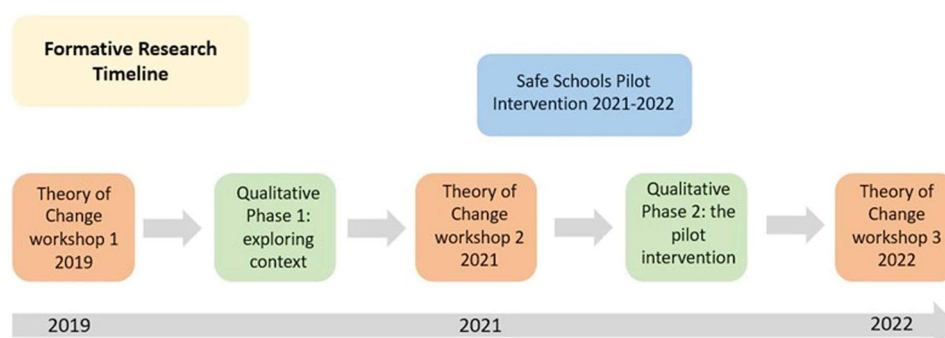 Formative Research
Timeline
Safe Schools Pilot
Intervention 2021-2022
Theory of
Change
workshop 1
2019
Qualitative
Phase 1:
exploring
context
Theory of
Change
workshop 2
2021
Qualitative
Phase 2: the
pilot
intervention
Theory of
Change
workshop 3
2022
2019
2021
2022